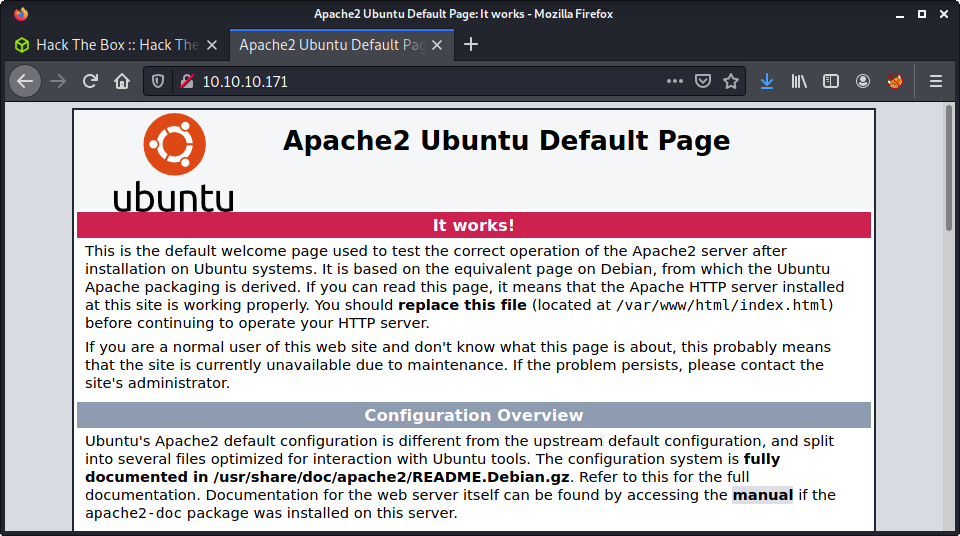 Apache2 Ubuntu Default Page: It works - Mozilla Firefox
Hack The Box :: Hack The
Apache2 Ubuntu Default Pag
10.10.10.171
ubuntu
Apache2 Ubuntu Default Page
It works!
This is the default welcome page used to test the correct operation of the Apache2 server after
installation on Ubuntu systems. It is based on the equivalent page on Debian, from which the Ubuntu
Apache packaging is derived. If you can read this page, it means that the Apache HTTP server installed
at this site is working properly. You should replace this file (located at /var/www/html/index.html)
before continuing to operate your HTTP server.
If you are a normal user of this web site and don't know what this page is about, this probably means
that the site is currently unavailable due to maintenance. If the problem persists, please contact the
site's administrator.
Configuration Overview
Ubuntu's Apache2 default configuration is different from the upstream default configuration, and split
into several files optimized for interaction with Ubuntu tools. The configuration system is fully
documented in /usr/share/doc/apache2/README.Debian.gz. Refer to this for the full
documentation. Documentation for the web server itself can be found by accessing the manual if the
apache2-doc package was installed on this server.